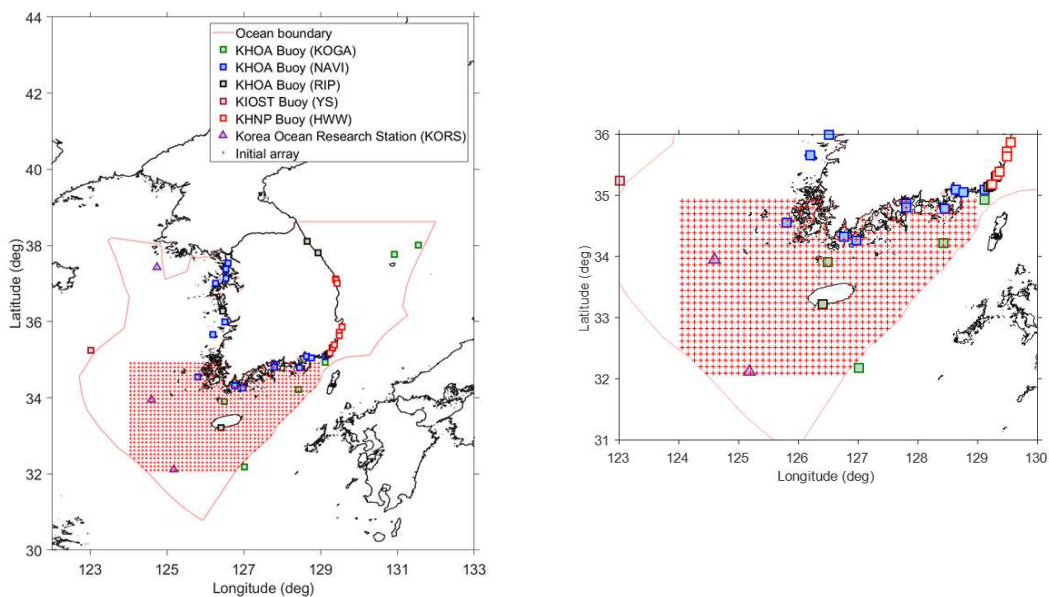 44
42
40
38
36
34
32
30
Latitude (deg)
Ocean boundary
KHOA Buoy (KOGA)
KHOA Buoy (NAVI)
KHOA Buoy (RIP)
KIOST Buoy (YS)
KHNP Buoy (HWW)
Korea Ocean Research Station (KORS)
Initial array
123 125 127 129 131 133
Longitude (deg)
36
35
34
33
32
31
Latitude (deg)
123 124 125 126 127 128 129 130
Longitude (deg)